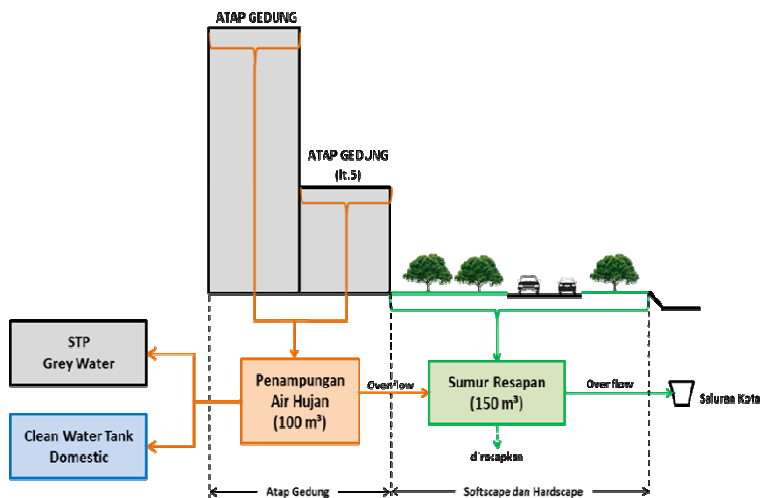 ATAP GEDUNG
ATAP GEDUNG
(lt.5)
STP
Grey Water
Clean Water Tank
Domestic
Penampungan
Air Hujan
(100 m³)
Overflow
Sumur Resapan
(150 m³)
Overflow
Saluran Kota
diresapkan
Atap Gedung
Softscape dan Hardscape